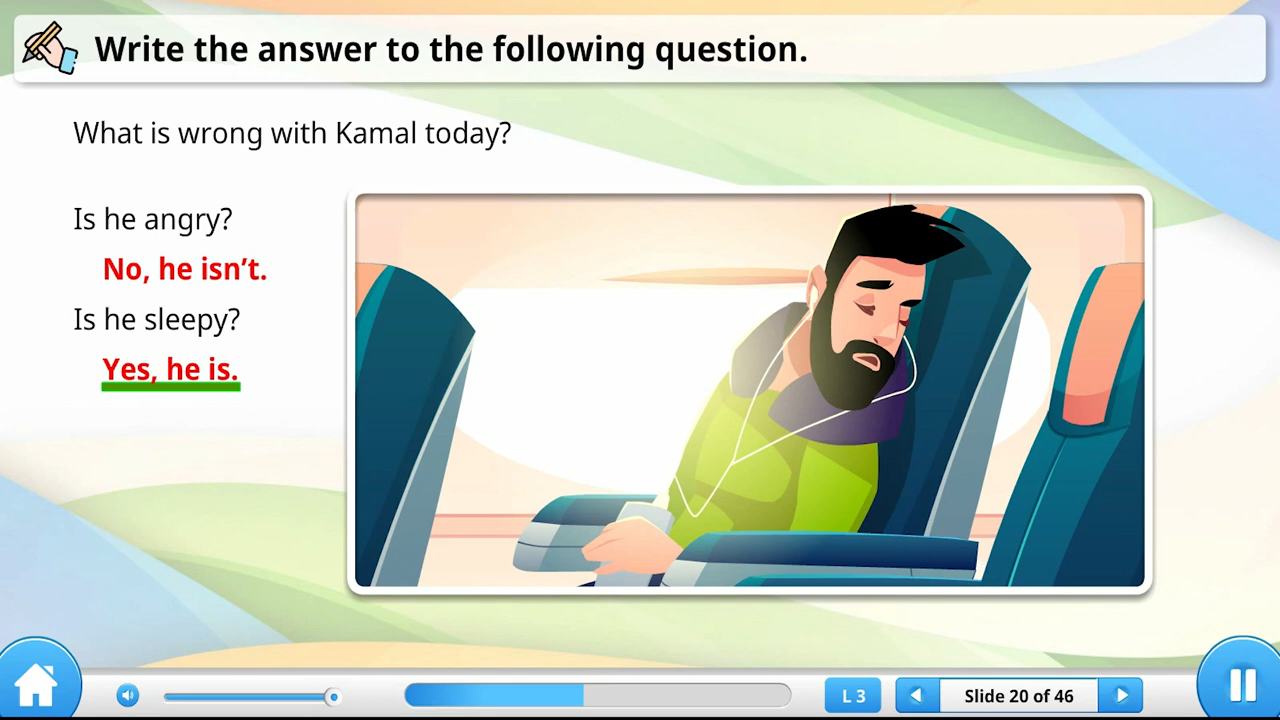 Write the answer to the following question.
What is wrong with Kamal today?
Is he angry?
No, he isn’t.
Is he sleepy?
Yes, he is.
L 3
Slide 20 of 46